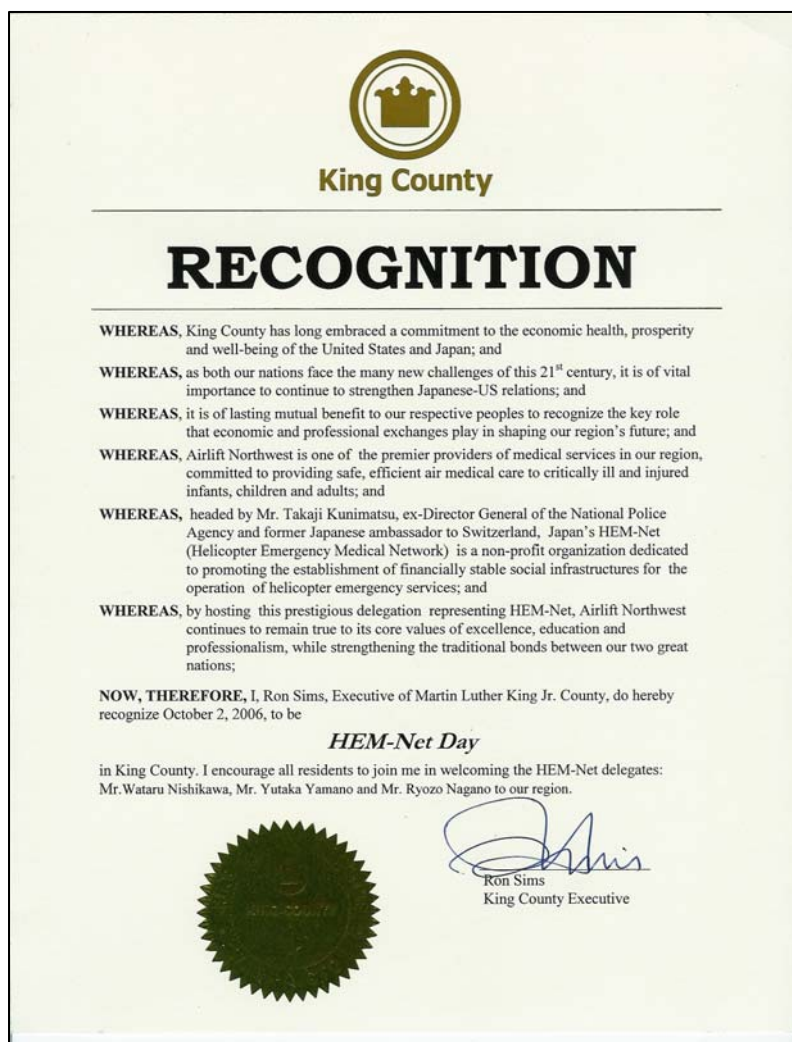 King County
RECOGNITION
WHEREAS, King County has long embraced a commitment to the economic health, prosperity
and well-being of the United States and Japan; and
WHEREAS, as both our nations face the many new challenges of this 21st century, it is of vital
importance to continue to strengthen Japanese-US relations; and
WHEREAS, it is of lasting mutual benefit to our respective peoples to recognize the key role
that economic and professional exchanges play in shaping our region's future; and
WHEREAS, Airlift Northwest is one of the premier providers of medical services in our region,
committed to providing safe, efficient air medical care to critically ill and injured
infants, children and adults; and
WHEREAS, headed by Mr. Takaji Kunimatsu, ex-Director General of the National Police
Agency and former Japanese ambassador to Switzerland, Japan's HEM-Net
(Helicopter Emergency Medical Network) is a non-profit organization dedicated
to promoting the establishment of financially stable social infrastructures for the
operation of helicopter emergency services; and
WHEREAS, by hosting this prestigious delegation representing HEM-Net, Airlift Northwest
continues to remain true to its core values of excellence, education and
professionalism, while strengthening the traditional bonds between our two great
nations;
NOW, THEREFORE, I, Ron Sims, Executive of Martin Luther King Jr. County, do hereby
recognize October 2, 2006, to be
HEM-Net Day
in King County. I encourage all residents to join me in welcoming the HEM-Net delegates:
Mr.Wataru Nishikawa, Mr. Yutaka Yamano and Mr. Ryozo Nagano to our region.
Ron Sims
King County Executive